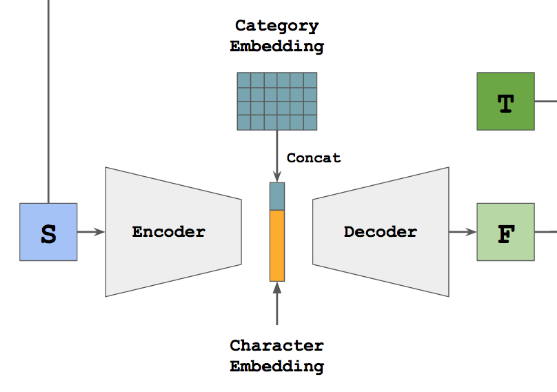 Category
Embedding
Concat
T
S
Encoder
Decoder
F
Character
Embedding